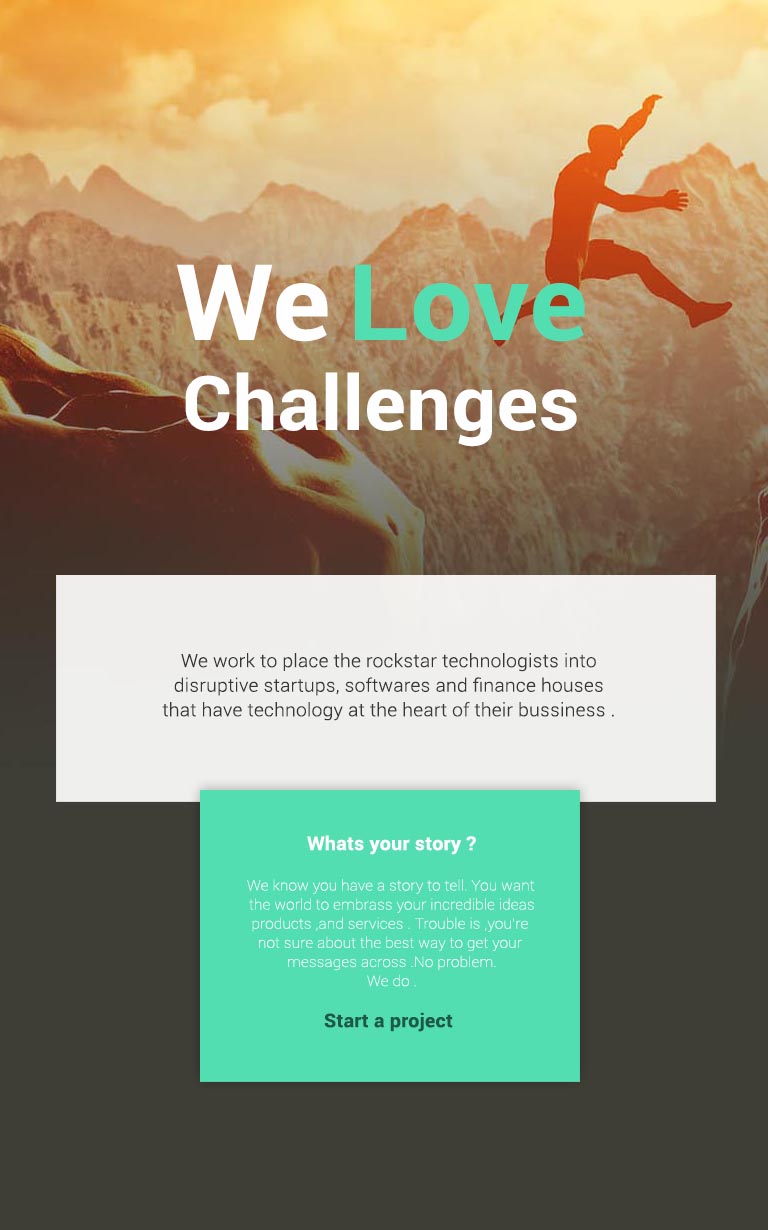 We Love
Challenges
We work to place the rockstar technologists into
disruptive startups, softwares and finance houses
that have technology at the heart of their bussiness .
Whats your story ?
We know you have a story to tell. You want
the world to embrass your incredible ideas
products ,and services . Trouble is ,you're
not sure about the best way to get your
messages across .No problem.
We do .
Start a project